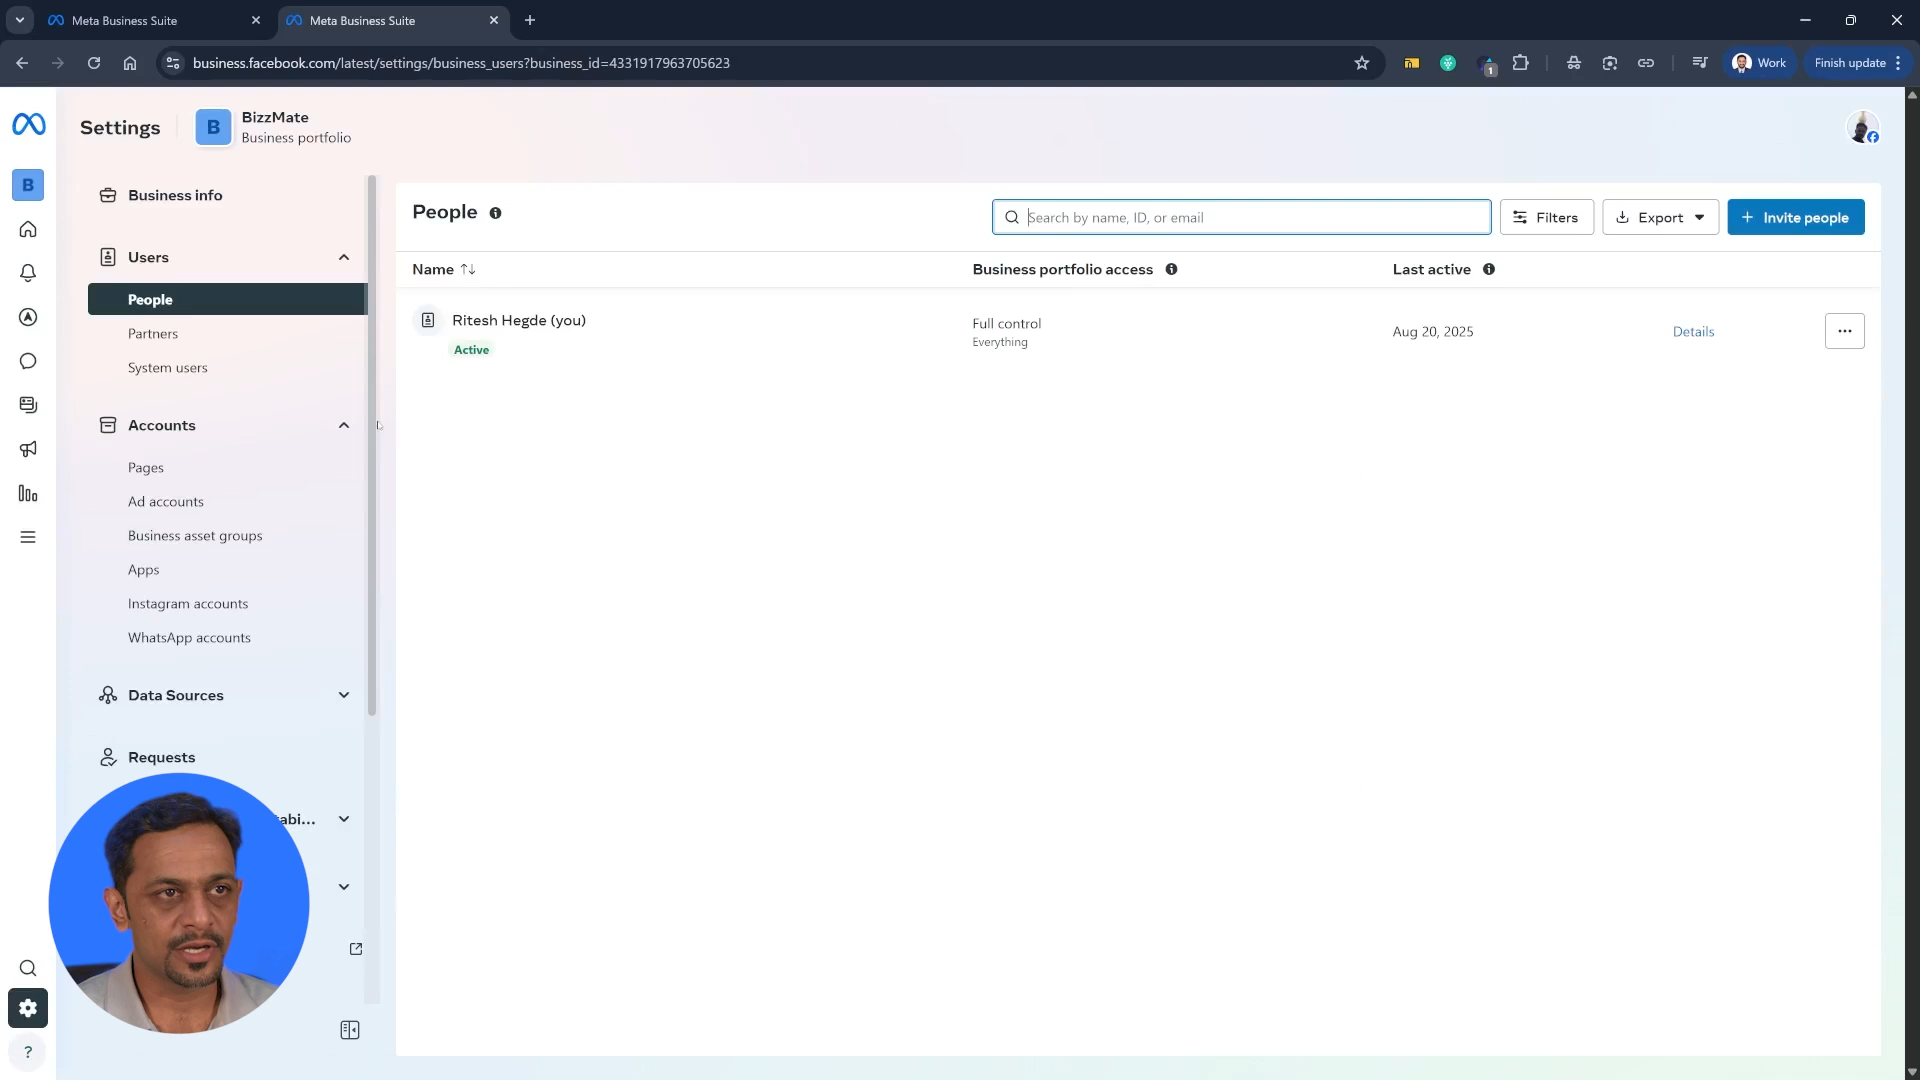 Meta Business Suite
Meta Business Suite
business.facebook.com/latest/settings/business_users?business_id=4331917963705623
1
Work
Finish update
Settings
B
BizzMate
Business portfolio
B
Business info
Users
People
Partners
System users
Accounts
Pages
Ad accounts
Business asset groups
Apps
Instagram accounts
WhatsApp accounts
Data Sources
Requests
abi...
?
People
Search by name, ID, or email
Filters
Export
+ Invite people
Name
Business portfolio access
Last active
Ritesh Hegde (you)
Active
Full control
Everything
Aug 20, 2025
Details